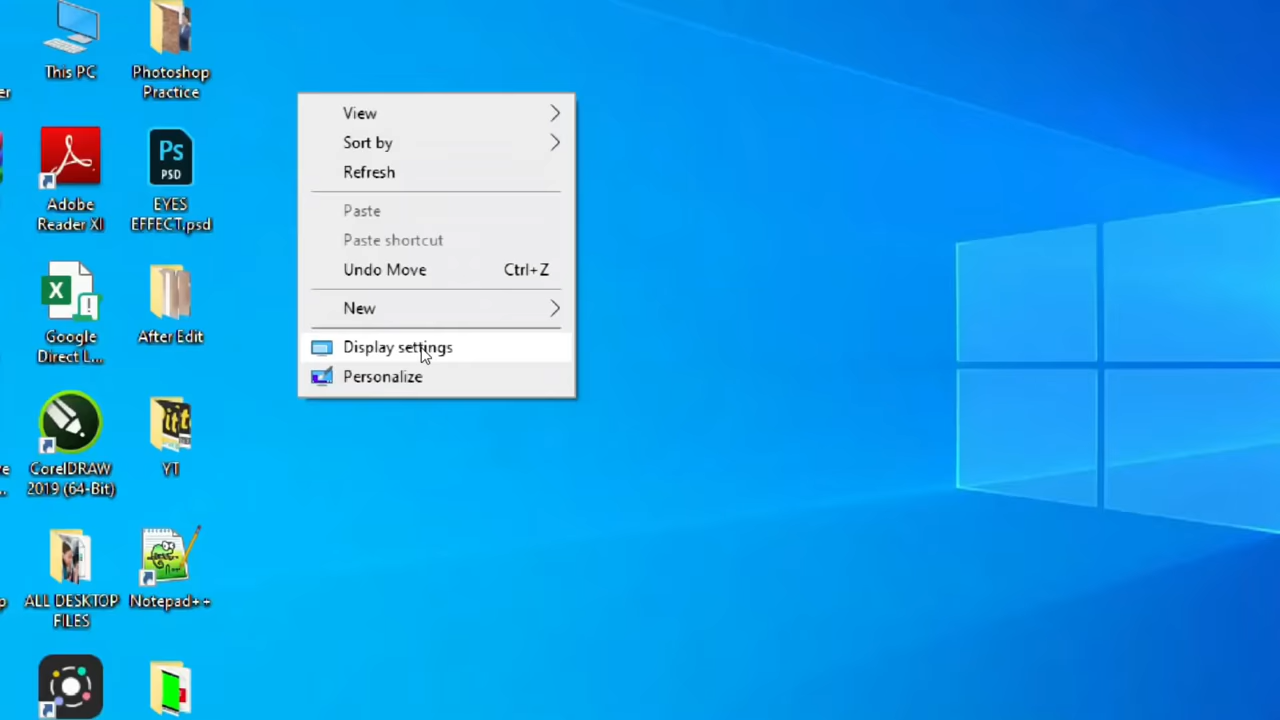 This PC
Photoshop
Practice
er
Adobe
Reader XI
Ps
PSD
EYES
EFFECT.psd
X
Google
Direct L...
After Edit
CorelDRAW
2019 (64-Bit)
YT
ALL DESKTOP
FILES
Notepad++
View
Sort by
Refresh
Paste
Paste shortcut
Undo Move Ctrl+Z
New
Display settings
Personalize